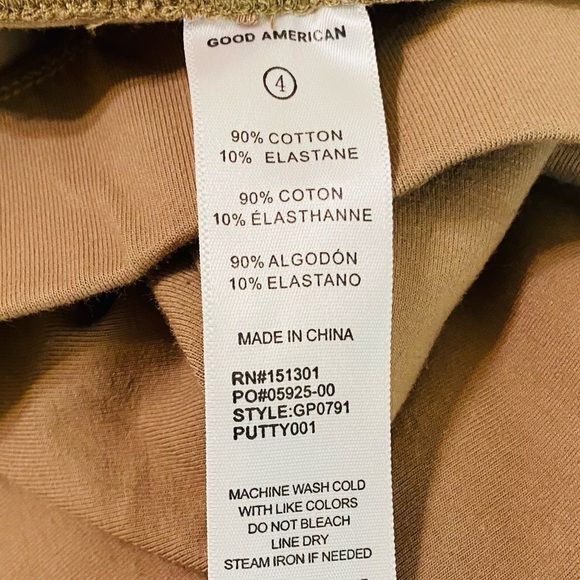 GOOD AMERICAN
4
90% COTTON
10% ELASTANE
90% COTON
10% ÉLASTHANNE
90% ALGODÓN
10% ELASTANO
MADE IN CHINA
RN#151301
PO#05925-00
STYLE:GP0791
PUTTY001
MACHINE WASH COLD
WITH LIKE COLORS
DO NOT BLEACH
LINE DRY
STEAM IRON IF NEEDED